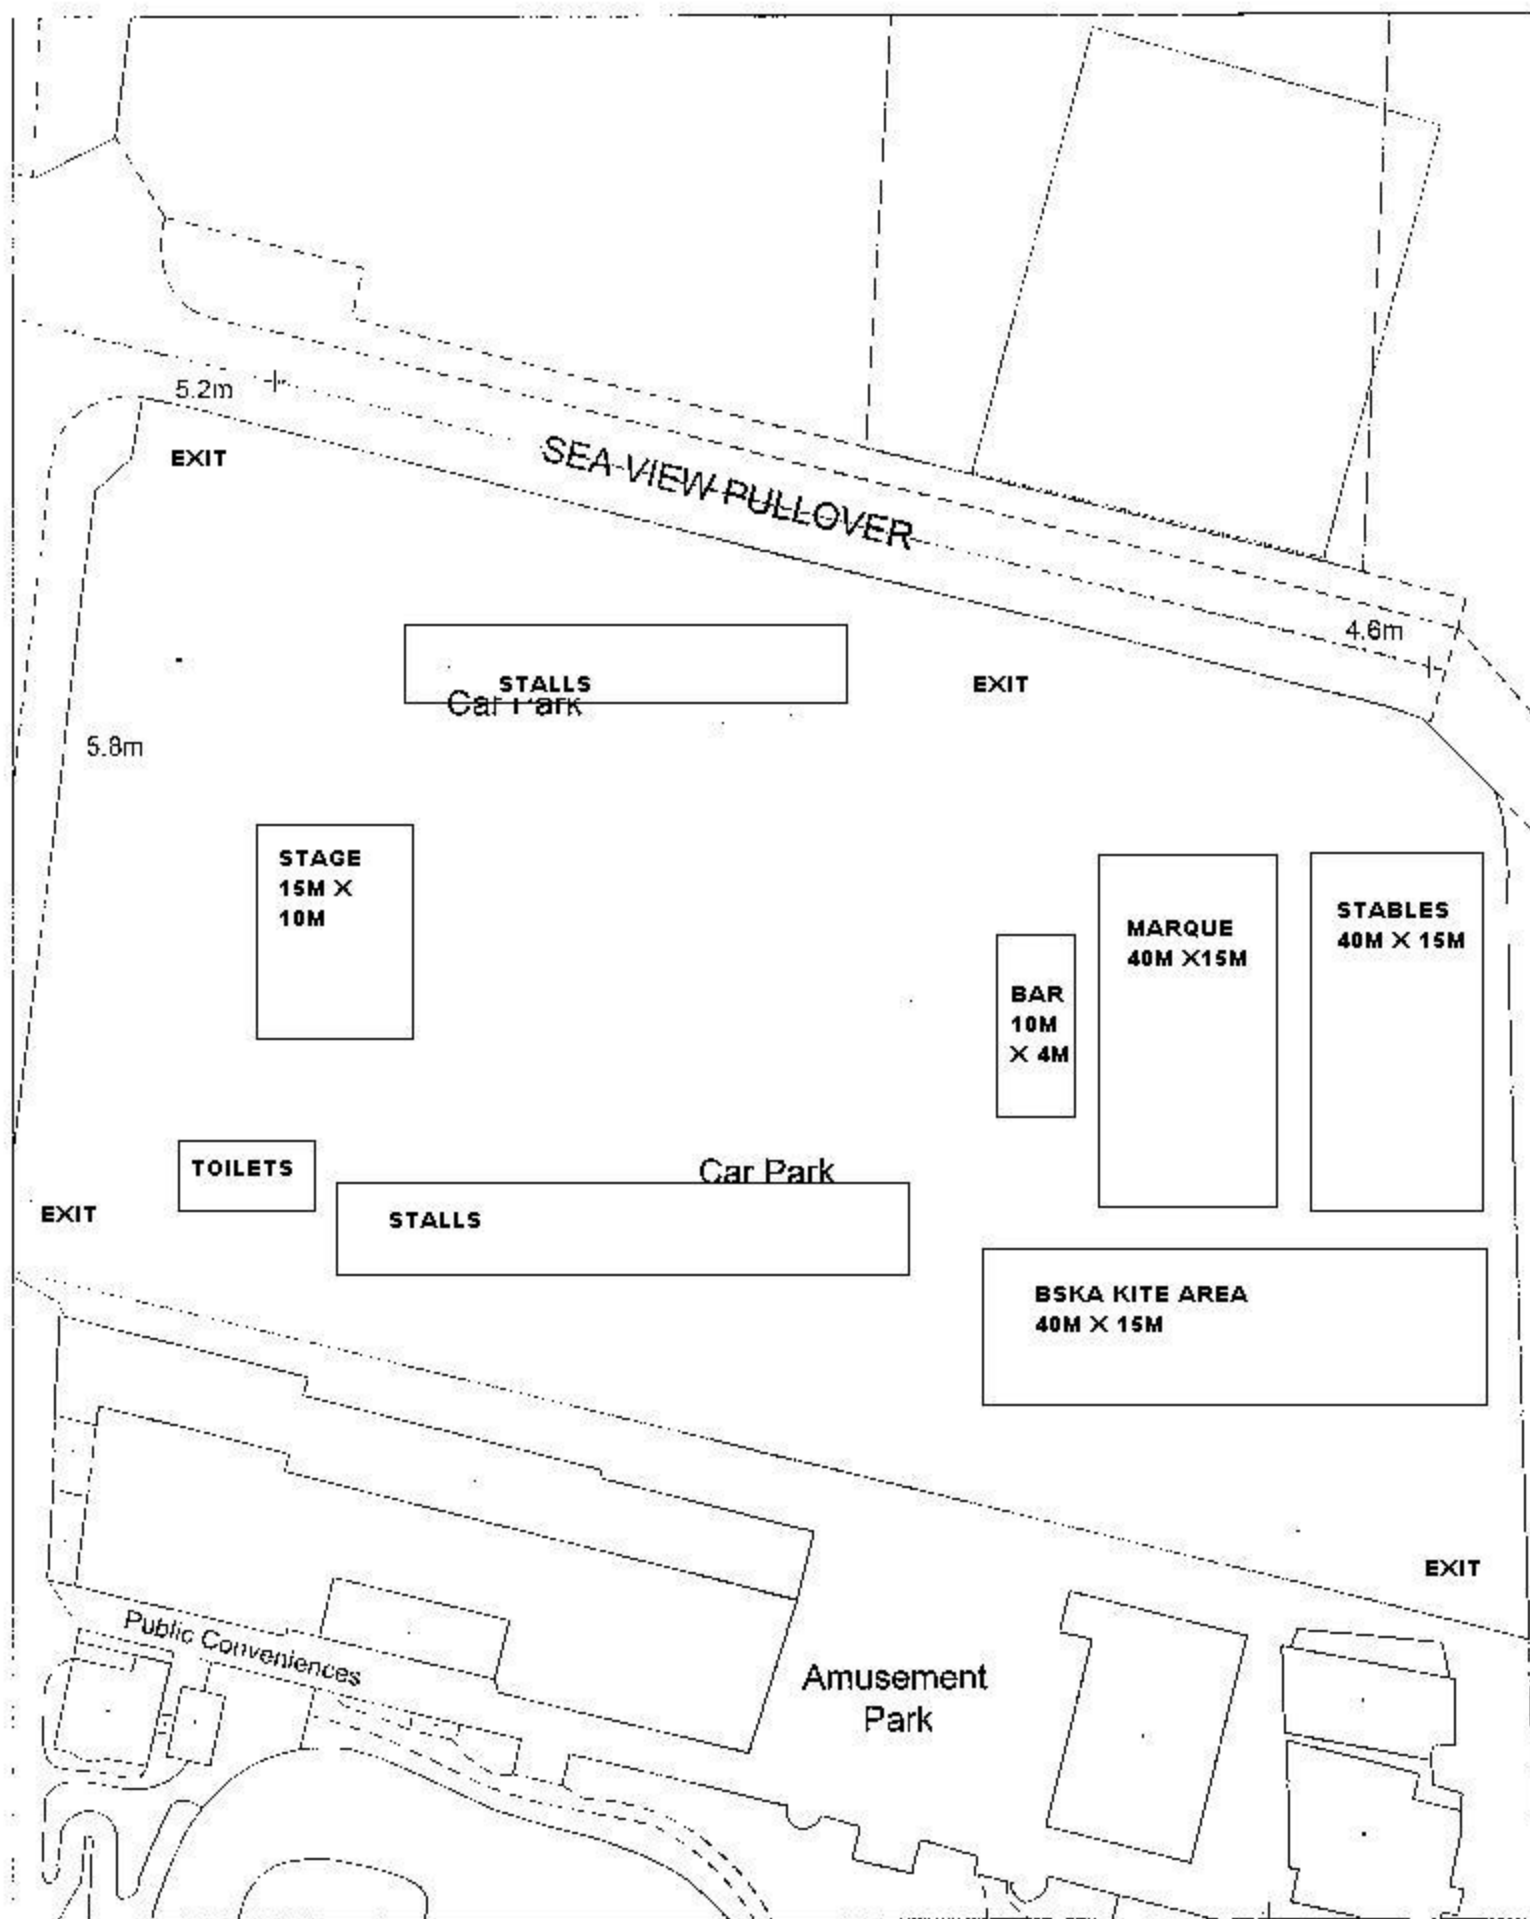 5.2m
EXIT
SEA VIEW PULLOVER
4.6m
STALLS
Car Park
EXIT
5.8m
STAGE
15M X
10M
MARQUE
40M X15M
STABLES
40M X 15M
BAR
10M
X 4M
TOILETS
Car Park
EXIT
STALLS
BSKA KITE AREA
40M X 15M
EXIT
Public Conveniences
Amusement
Park